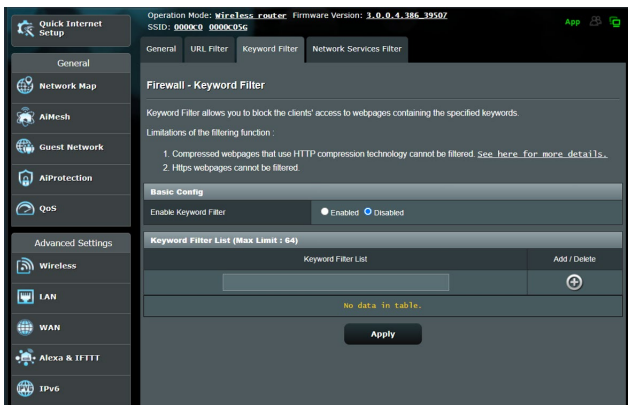 Quick Internet Setup
Operation Mode: Wireless router Firmware Version: 3.0.0.4.386_39507
SSID: 0000C0 0000C05G
App
General URL Filter Keyword Filter Network Services Filter
General
Network Map
AiMesh
Guest Network
AiProtection
QoS
Advanced Settings
Wireless
LAN
WAN
Alexa & IFTTT
IPv6
Firewall - Keyword Filter
Keyword Filter allows you to block the clients' access to webpages containing the specified keywords.
Limitations of the filtering function :
1. Compressed webpages that use HTTP compression technology cannot be filtered. See here for more details.
2. Https webpages cannot be filtered.
Basic Config
Enable Keyword Filter Enabled Disabled
Keyword Filter List (Max Limit : 64)
Keyword Filter List Add / Delete
No data in table.
Apply